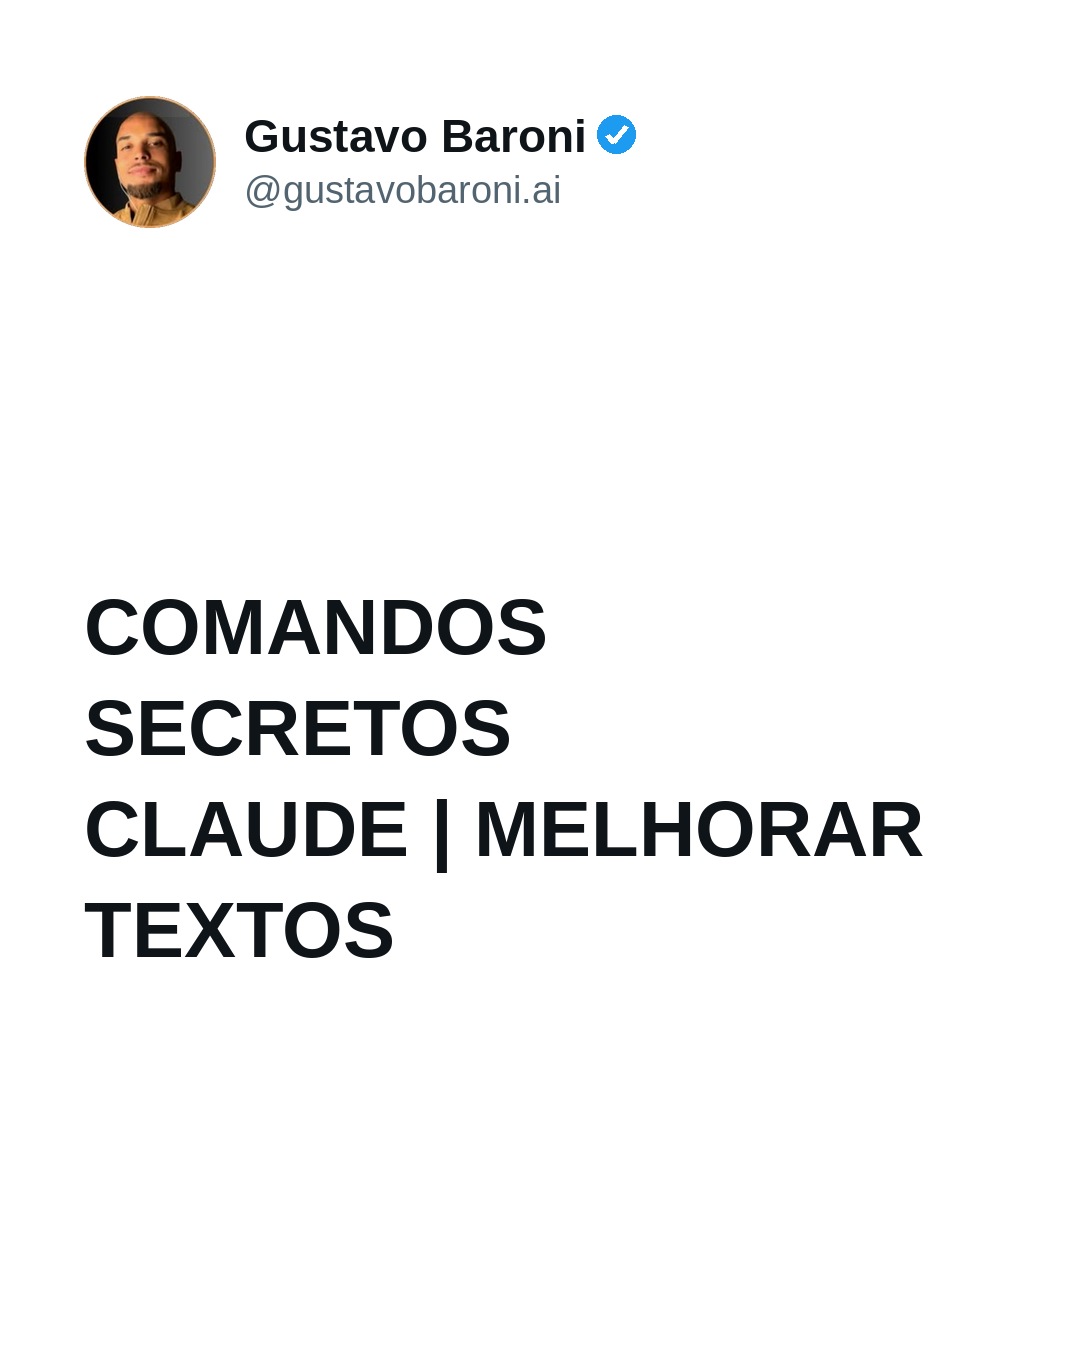 Gustavo Baroni
@gustavobaroni.ai
COMANDOS
SECRETOS
CLAUDE | MELHORAR
TEXTOS